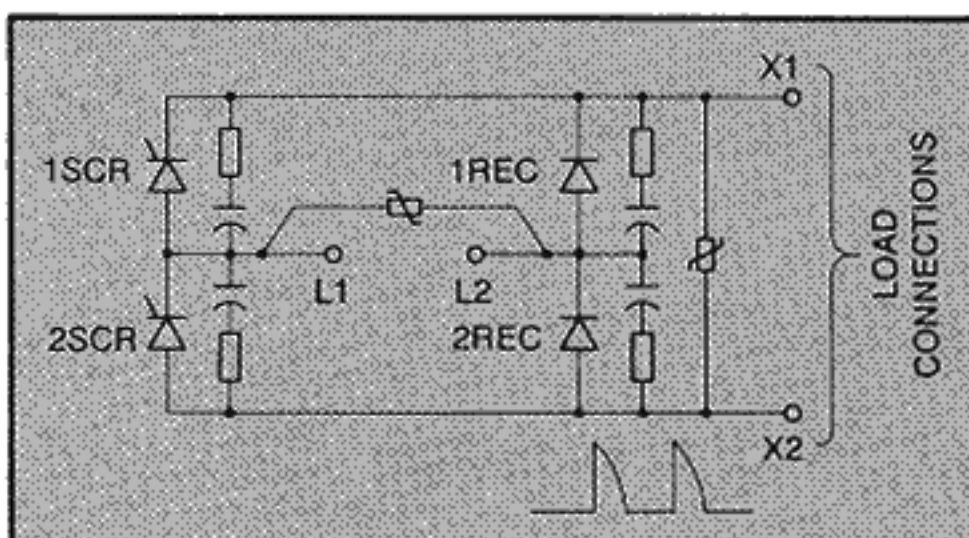 X1
1SCR
1REC
L1
L2
2SCR
2REC
X2
LOAD
CONNECTIONS